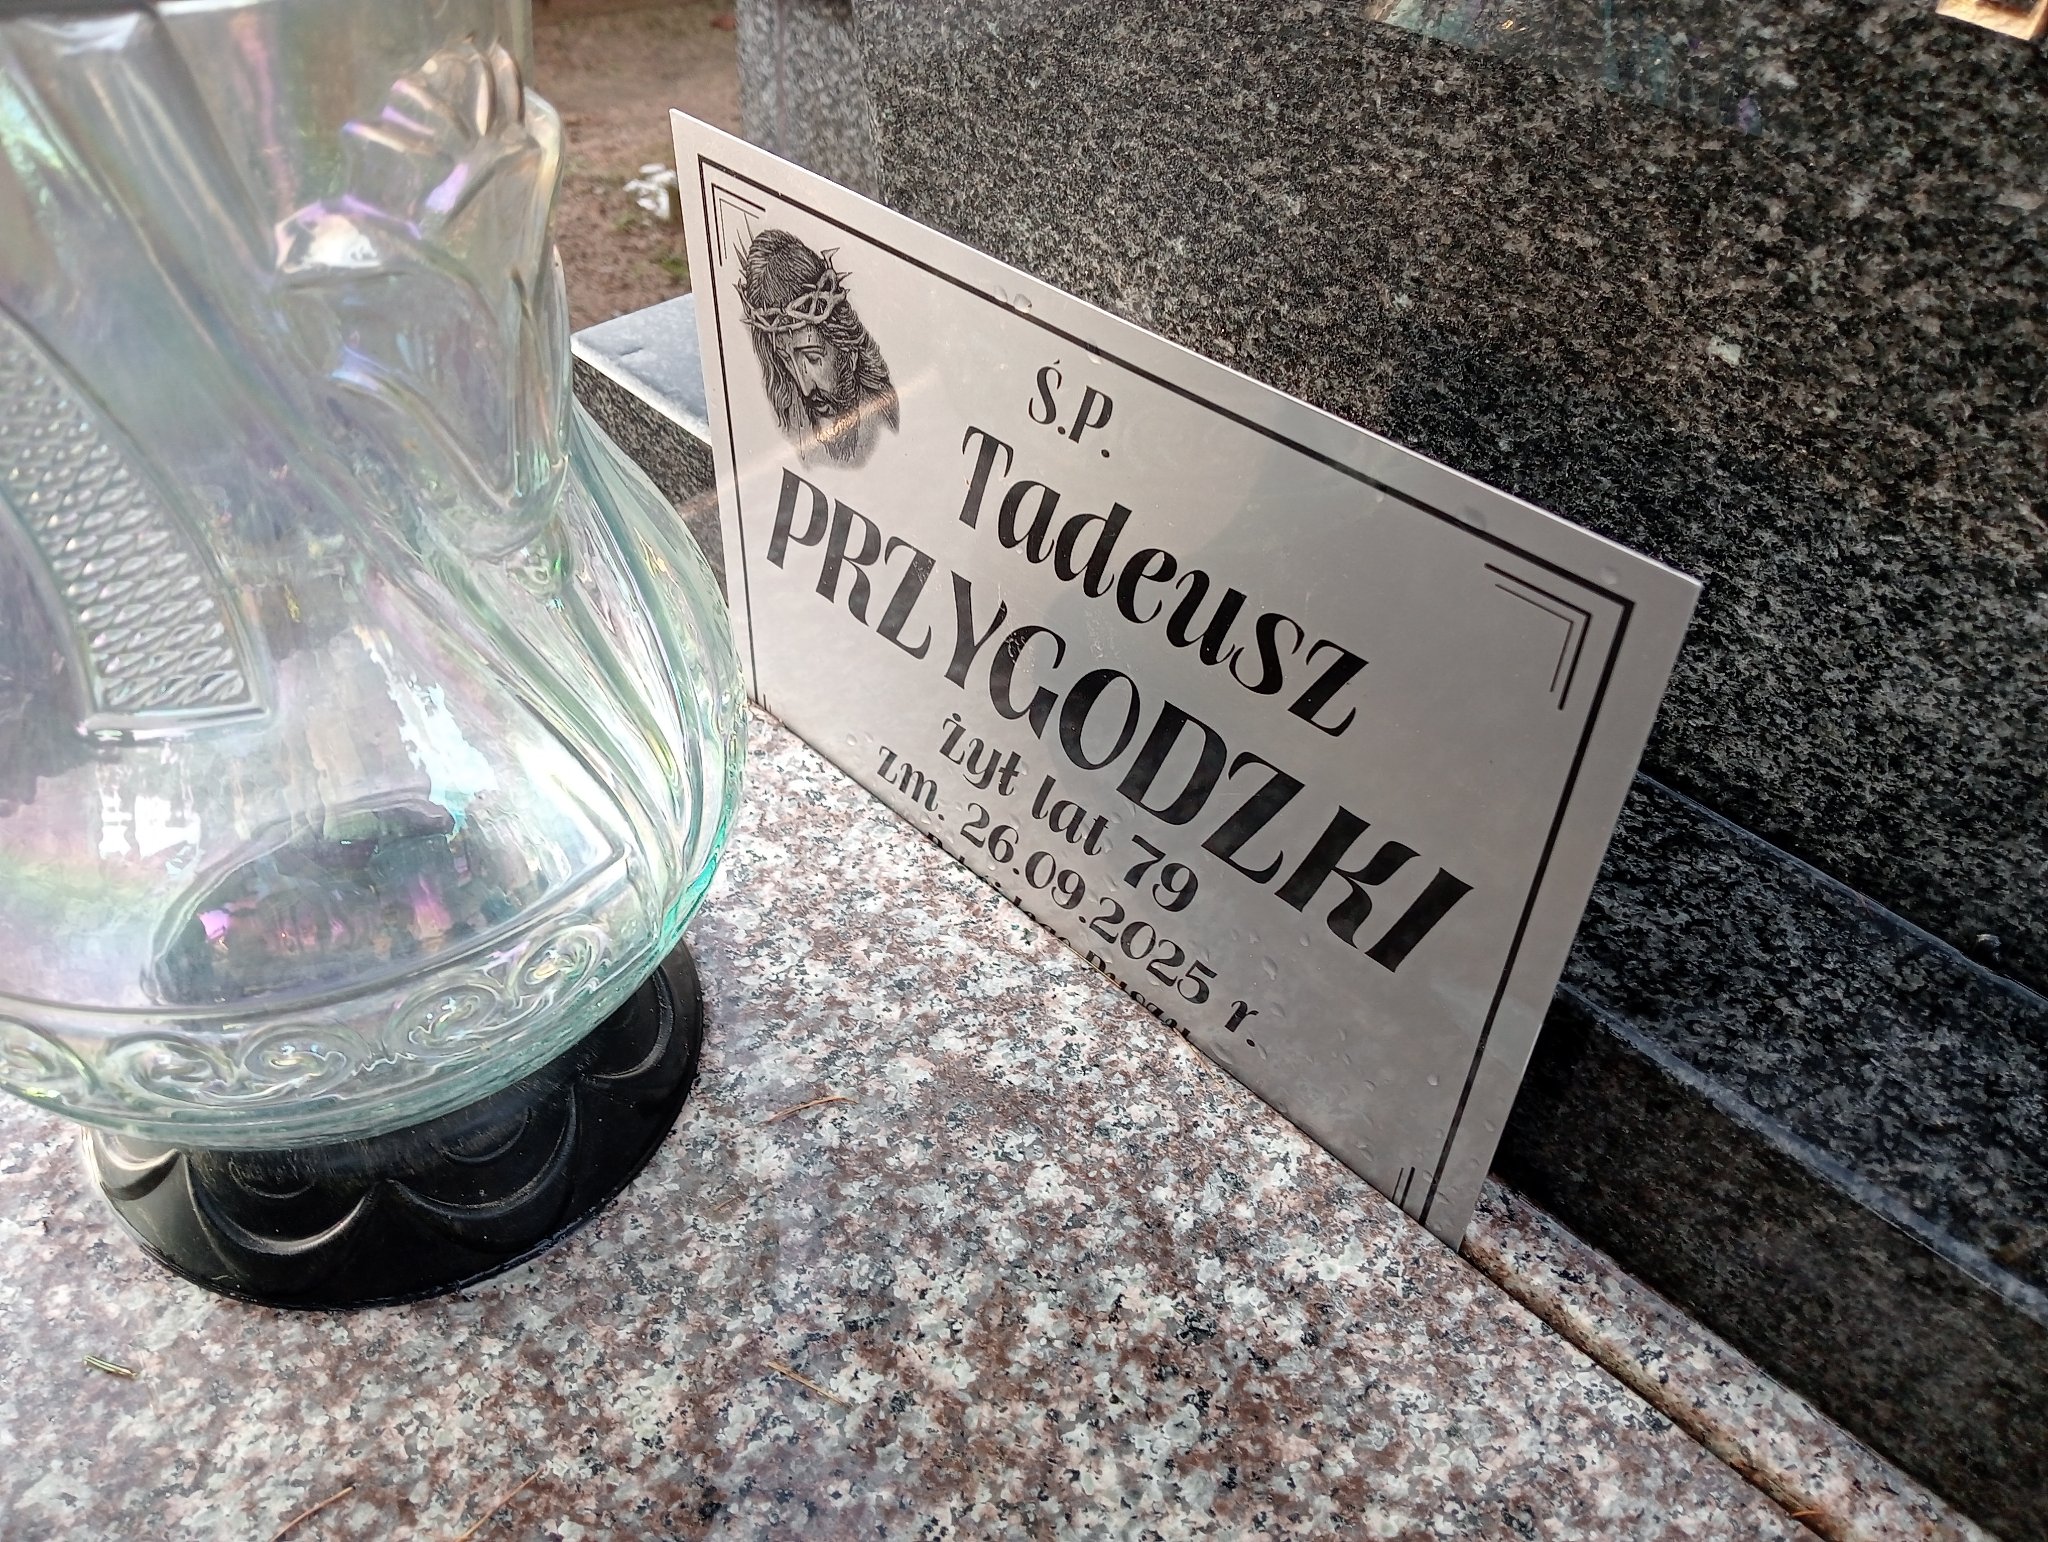 Ś.P.
Tadeusz
PRZYGODZKI
żył lat 79
zm. 26.09.2025 r.